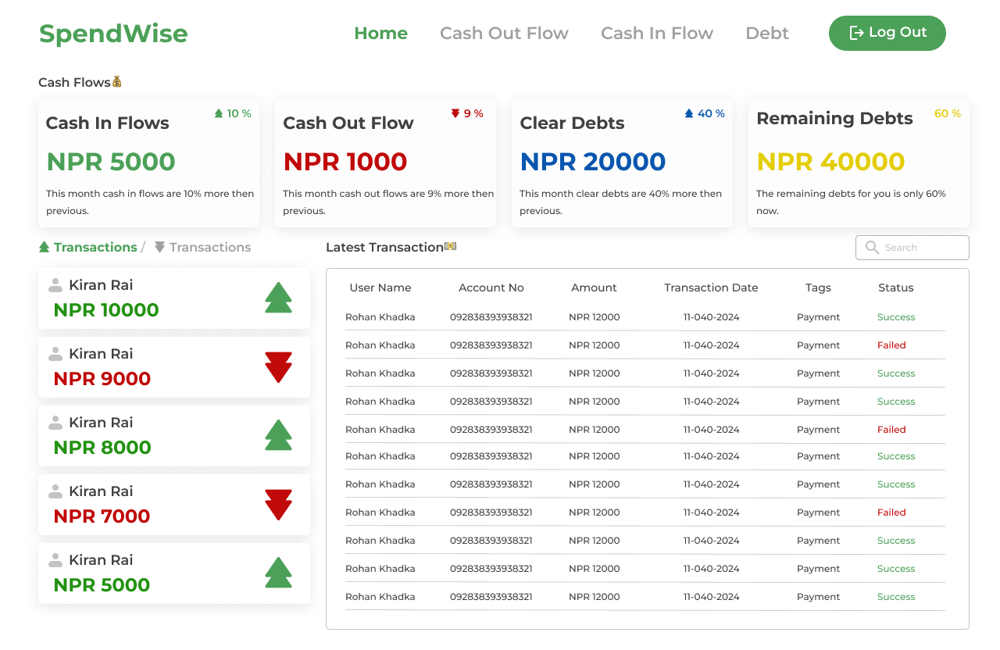 SpendWise
Home Cash Out Flow Cash In Flow Debt Log Out
Cash Flows
Cash In Flows 10 %
NPR 5000
This month cash in flows are 10% more then
previous.
Cash Out Flow 9 %
NPR 1000
This month cash out flows are 9% more then
previous.
Clear Debts 40 %
NPR 20000
This month clear debts are 40% more then
previous.
Remaining Debts 60 %
NPR 40000
The remaining debts for you is only 60%
now.
Transactions / Transactions
Kiran Rai
NPR 10000
Kiran Rai
NPR 9000
Kiran Rai
NPR 8000
Kiran Rai
NPR 7000
Kiran Rai
NPR 5000
Latest Transaction
Search
User Name Account No Amount Transaction Date Tags Status
Rohan Khadka 092838393938321 NPR 12000 11-040-2024 Payment Success
Rohan Khadka 092838393938321 NPR 12000 11-040-2024 Payment Failed
Rohan Khadka 092838393938321 NPR 12000 11-040-2024 Payment Success
Rohan Khadka 092838393938321 NPR 12000 11-040-2024 Payment Success
Rohan Khadka 092838393938321 NPR 12000 11-040-2024 Payment Failed
Rohan Khadka 092838393938321 NPR 12000 11-040-2024 Payment Success
Rohan Khadka 092838393938321 NPR 12000 11-040-2024 Payment Success
Rohan Khadka 092838393938321 NPR 12000 11-040-2024 Payment Failed
Rohan Khadka 092838393938321 NPR 12000 11-040-2024 Payment Success
Rohan Khadka 092838393938321 NPR 12000 11-040-2024 Payment Success
Rohan Khadka 092838393938321 NPR 12000 11-040-2024 Payment Success